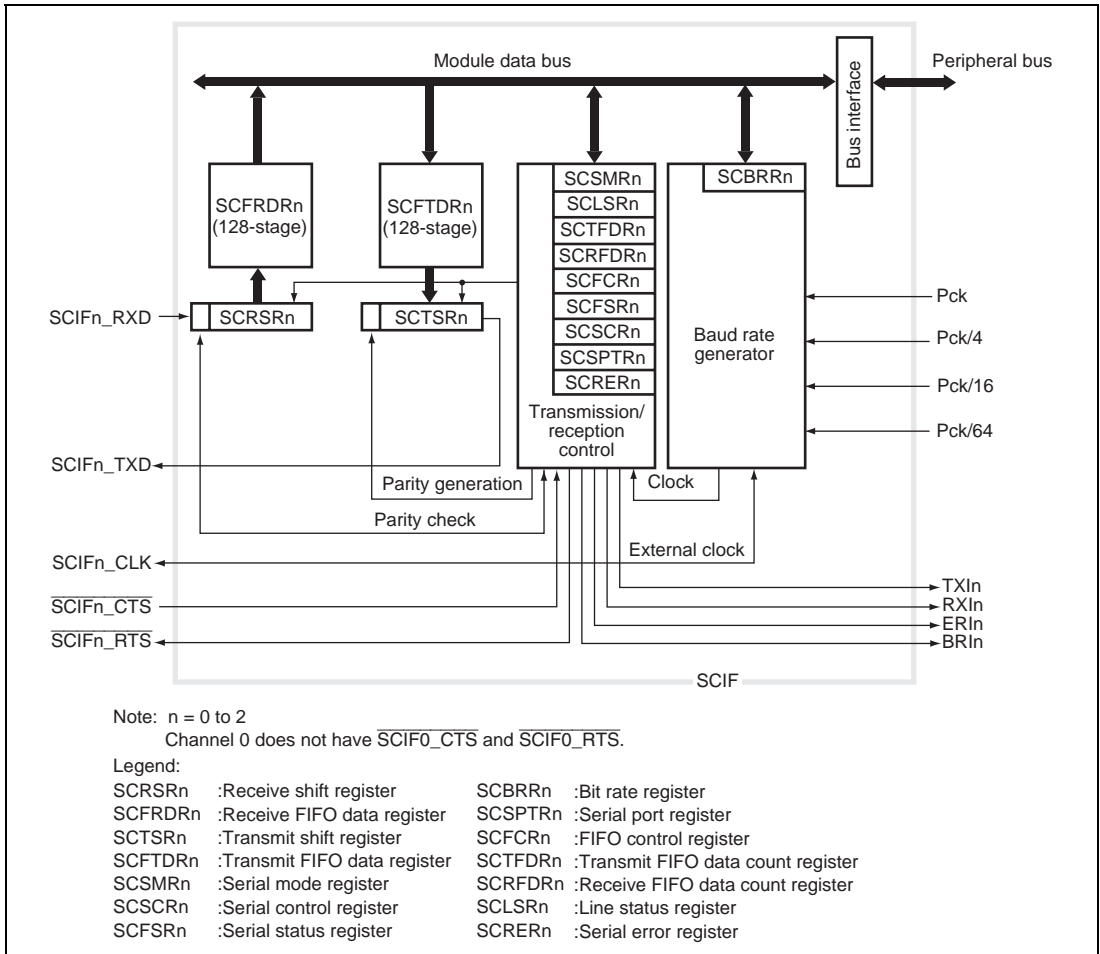 Module data bus
Peripheral bus
Bus interface
SCFRDRn
(128-stage)
SCFTDRn
(128-stage)
SCSMRn
SCLSRn
SCTFDRn
SCRFDRn
SCFCRn
SCFSRn
SCSCRn
SCSPTRn
SCRERn
Transmission/
reception
control
SCBRRn
Baud rate
generator
SCIFn_RXD
SCRSRn
SCTSRn
Pck
Pck/4
Pck/16
Pck/64
SCIFn_TXD
Parity generation
Clock
Parity check
SCIFn_CLK
External clock
SCIFn_CTS
SCIFn_RTS
TXIn
RXIn
ERIn
BRIn
SCIF
Note: n = 0 to 2
Channel 0 does not have SCIF0_CTS and SCIF0_RTS.
Legend:
SCRSRn :Receive shift register SCBRRn :Bit rate register
SCFRDRn :Receive FIFO data register SCSPTRn :Serial port register
SCTSRn :Transmit shift register SCFCRn :FIFO control register
SCFTDRn :Transmit FIFO data register SCTFDRn :Transmit FIFO data count register
SCSMRn :Serial mode register SCRFDRn :Receive FIFO data count register
SCSCRn :Serial control register SCLSRn :Line status register
SCFSRn :Serial status register SCRERn :Serial error register